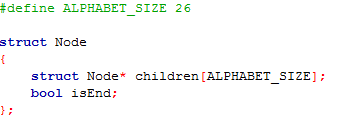 #define ALPHABET_SIZE 26
struct Node
{
struct Node* children[ALPHABET_SIZE];
bool isEnd;
};